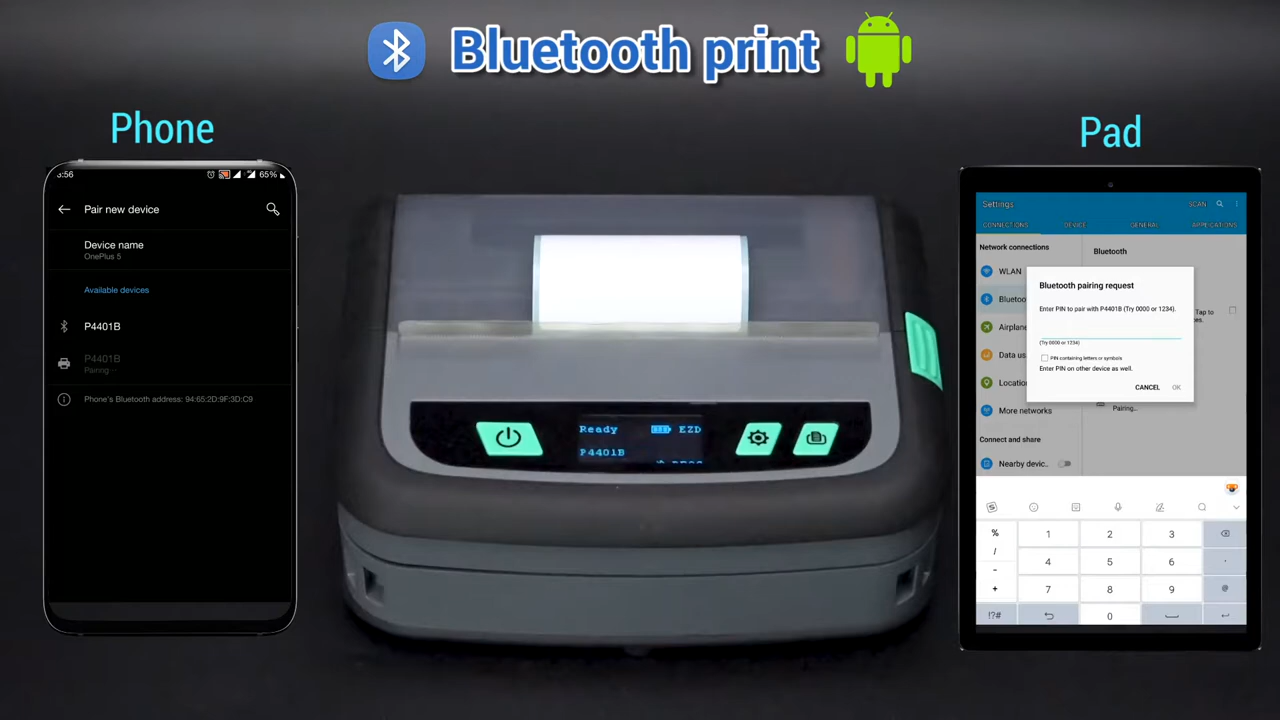 Bluetooth print
Phone
Pad
3:56
65%
Pair new device
Device name
OnePlus 5
Available devices
P4401B
P4401B
Pairing...
Phone's Bluetooth address: 94:65:2D:9F:3D:C9
Ready EZD
P4401B
Settings
SCAN
CONNECTIONS DEVICE GENERAL APPLICATIONS
Network connections
Bluetooth
WLAN
Bluetoo
Airplane
Data us
Locatio
More networks
Connect and share
Nearby devic..
Tap to
Bluetooth pairing request
Enter PIN to pair with P4401B (Try 0000 or 1234).
(Try 0000 or 1234)
PIN containing letters or symbols
Enter PIN on other device as well.
CANCEL OK
Pairing..
% 1 2 3
/
- 4 5 6 .
+ 7 8 9 @
!?# 0